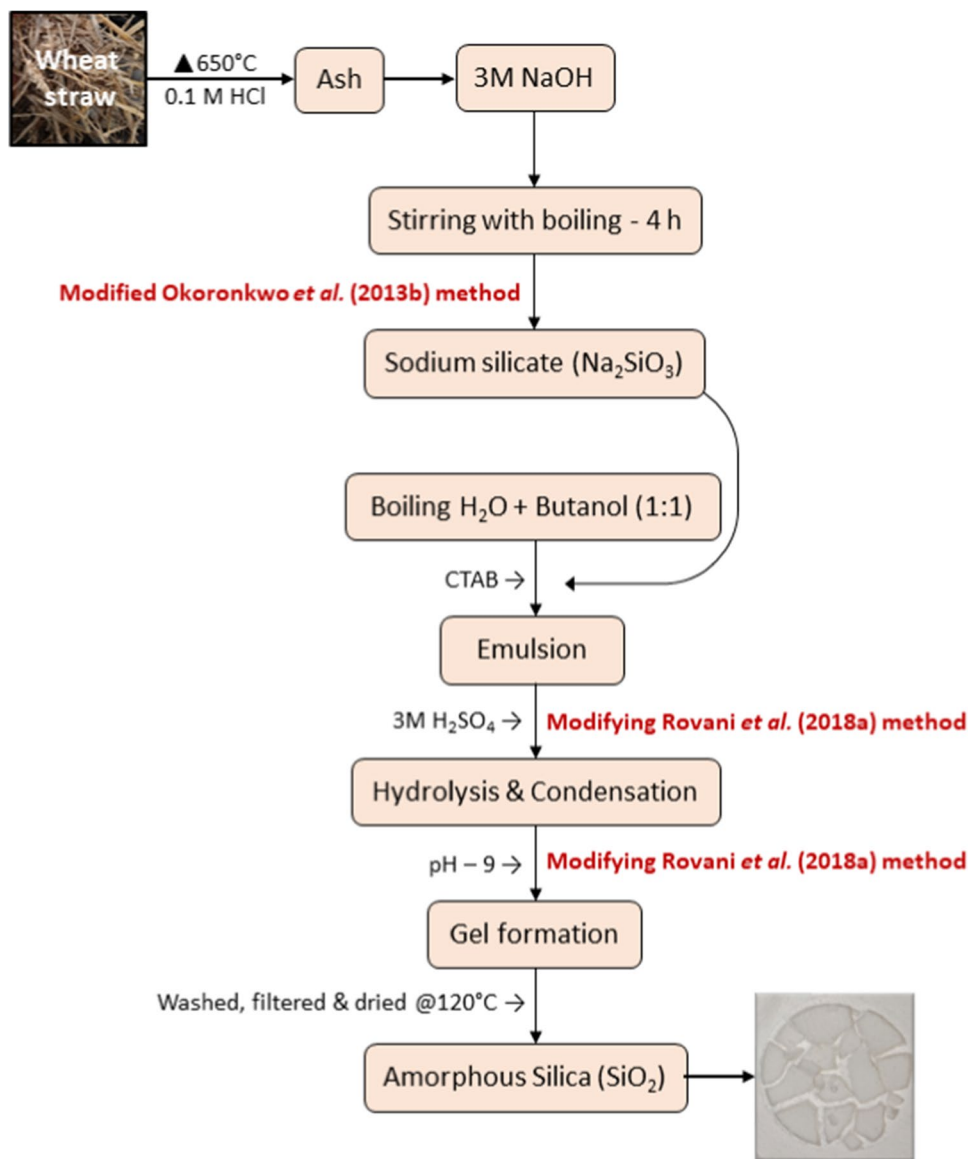 Wheat
straw
▲650°C
0.1 M HCl
Ash
3M NaOH
Stirring with boiling - 4 h
Modified Okoronkwo et al. (2013b) method
Sodium silicate (Na₂SiO₃)
Boiling H₂O + Butanol (1:1)
CTAB →
Emulsion
3M H₂SO₄ →
Modifying Rovani et al. (2018a) method
Hydrolysis & Condensation
pH – 9 →
Modifying Rovani et al. (2018a) method
Gel formation
Washed, filtered & dried @120°C →
Amorphous Silica (SiO₂)